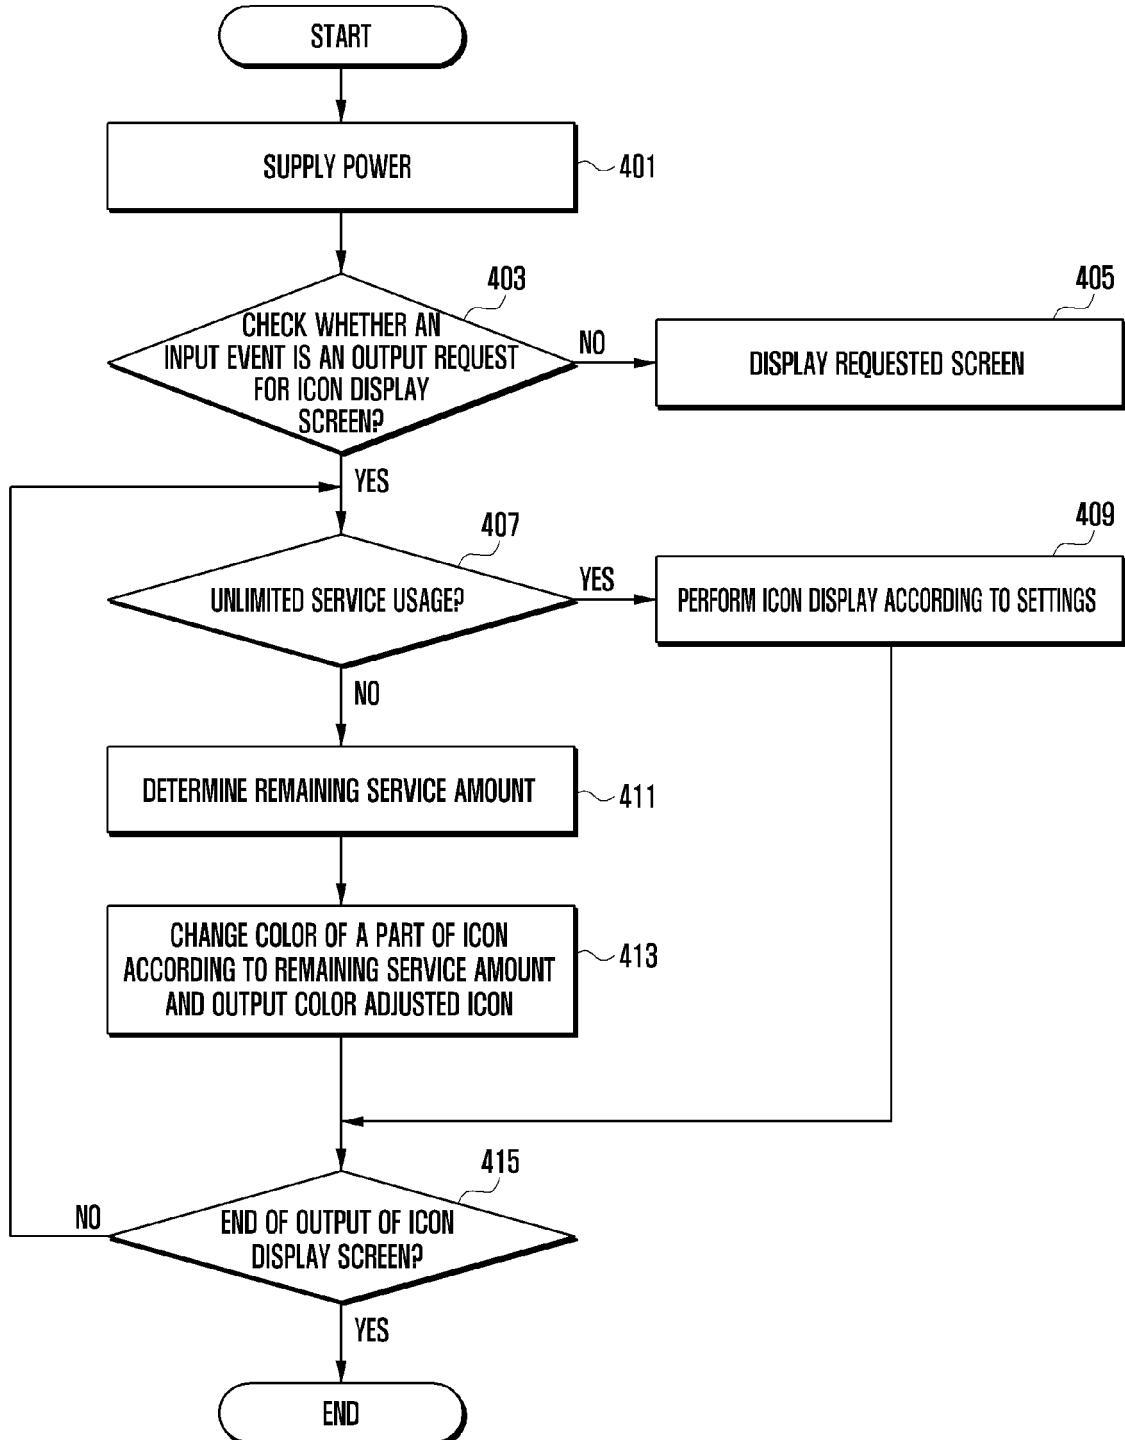 START
SUPPLY POWER
401
403
CHECK WHETHER AN
INPUT EVENT IS AN OUTPUT REQUEST
FOR ICON DISPLAY
SCREEN?
NO
405
DISPLAY REQUESTED SCREEN
YES
407
UNLIMITED SERVICE USAGE?
YES
409
PERFORM ICON DISPLAY ACCORDING TO SETTINGS
NO
DETERMINE REMAINING SERVICE AMOUNT
411
CHANGE COLOR OF A PART OF ICON
ACCORDING TO REMAINING SERVICE AMOUNT
AND OUTPUT COLOR ADJUSTED ICON
413
415
NO
END OF OUTPUT OF ICON
DISPLAY SCREEN?
YES
END